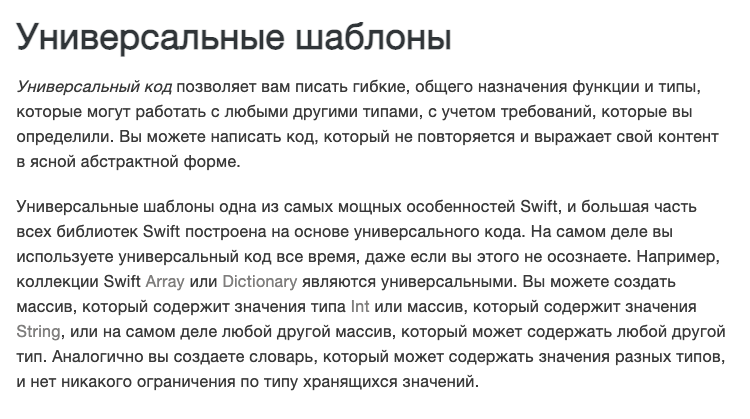 Универсальные шаблоны
Универсальный код позволяет вам писать гибкие, общего назначения функции и типы,
которые могут работать с любыми другими типами, с учетом требований, которые вы
определили. Вы можете написать код, который не повторяется и выражает свой контент
в ясной абстрактной форме.
Универсальные шаблоны одна из самых мощных особенностей Swift, и большая часть
всех библиотек Swift построена на основе универсального кода. На самом деле вы
используете универсальный код все время, даже если вы этого не осознаете. Например,
коллекции Swift Array или Dictionary являются универсальными. Вы можете создать
массив, который содержит значения типа Int или массив, который содержит значения
String, или на самом деле любой другой массив, который может содержать любой другой
тип. Аналогично вы создаете словарь, который может содержать значения разных типов,
и нет никакого ограничения по типу хранящихся значений.